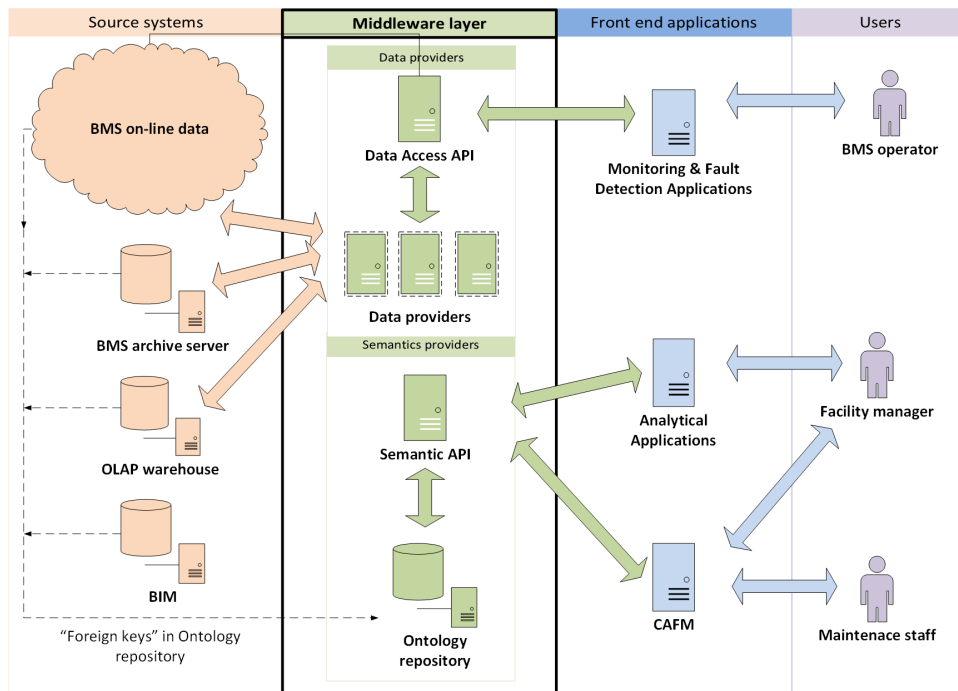 Source systems
Middleware layer
Front end applications
Users
Data providers
BMS on-line data
Data Access API
Monitoring & Fault
Detection Applications
BMS operator
Data providers
BMS archive server
Semantics providers
Semantic API
Analytical
Applications
Facility manager
OLAP warehouse
BIM
"Foreign keys" in Ontology
repository
Ontology
repository
CAFM
Maintenace staff